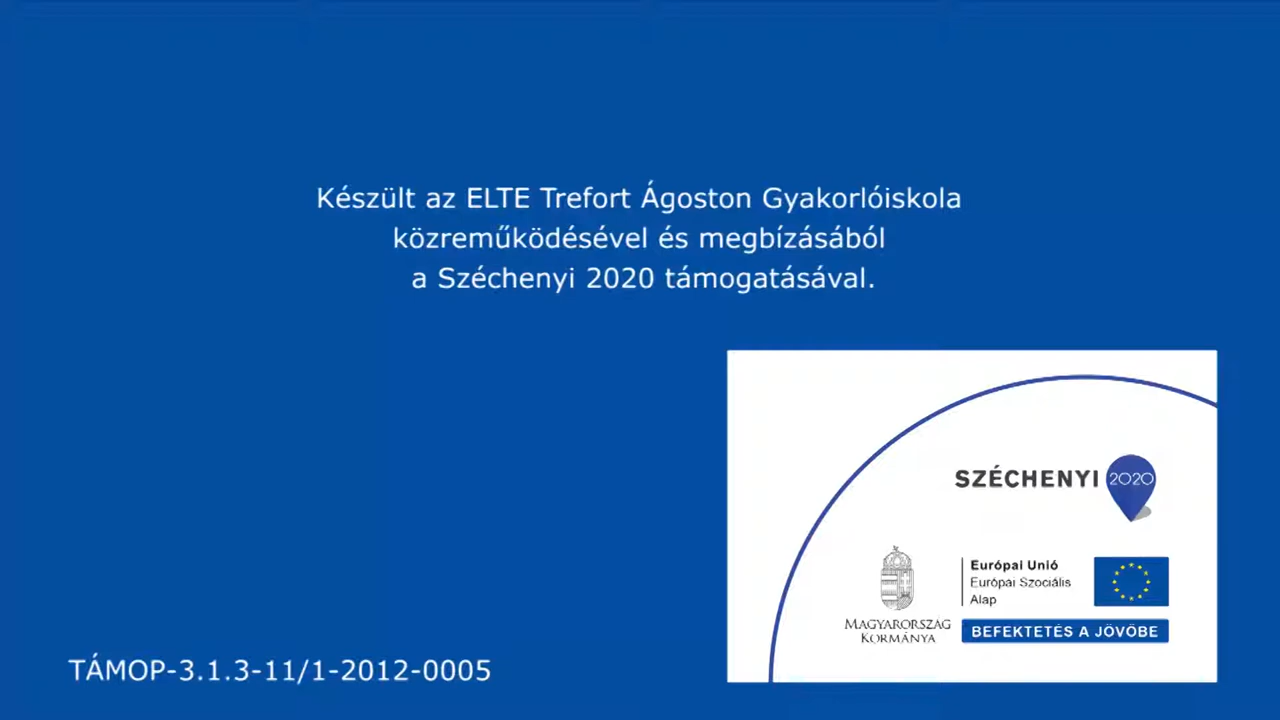 Készült az ELTE Trefort Ágoston Gyakorlóiskola
közreműködésével és megbízásából
a Széchenyi 2020 támogatásával.
SZÉCHENYI 2020
MAGYARORSZÁG
KORMÁNYA
Európai Unió
Európai Szociális
Alap
BEFEKTETÉS A JÖVŐBE
TÁMOP-3.1.3-11/1-2012-0005